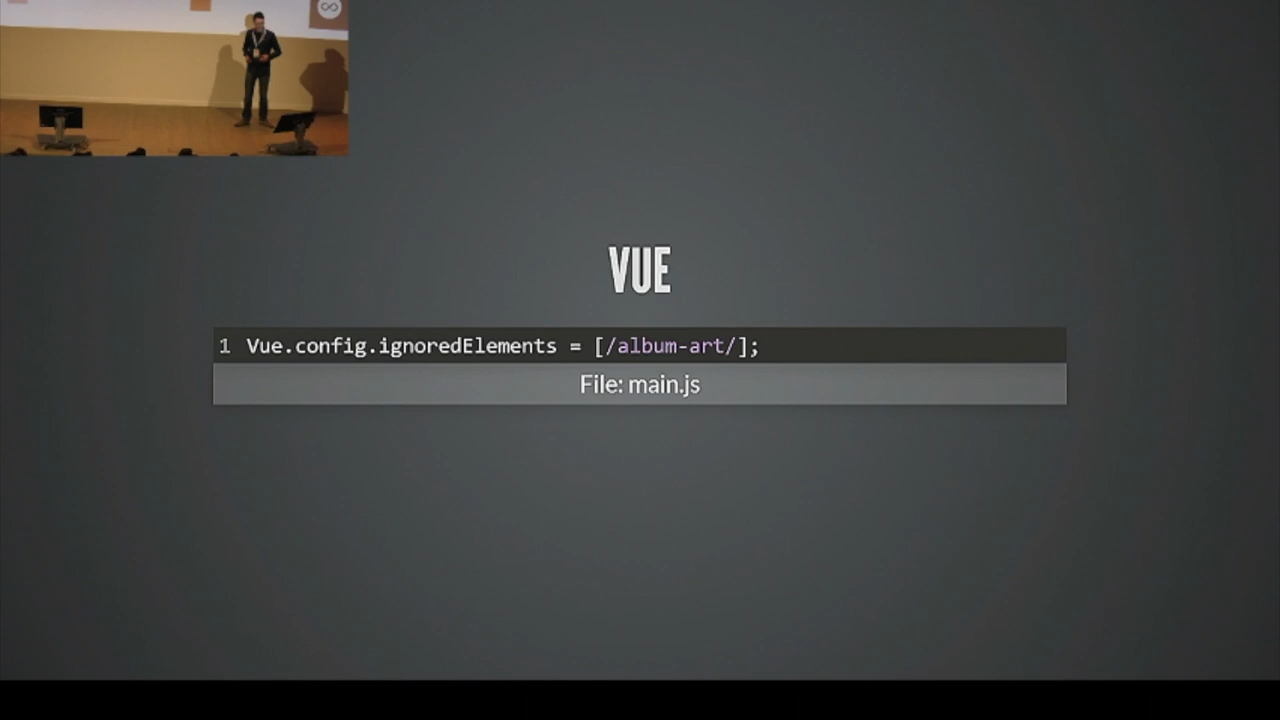 VUE
1 Vue.config.ignoredElements = [/album-art/];
File: main.js